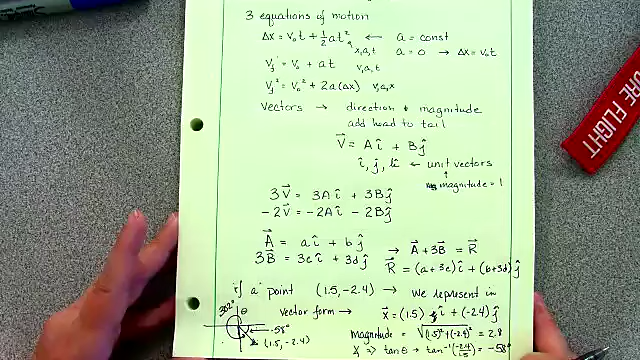 3 equations of motion
Δx = v₀t + ½at² ← a = const
x,a,t a = 0 → Δx = v₀t
v_f = v₀ + at v,a,t
v_f² = v₀² + 2a(Δx) v,a,x
Vectors → direction + magnitude
add head to tail
V⃗ = Aî + Bĵ
î, ĵ, k̂ ← unit vectors
magnitude = 1
3V⃗ = 3Aî + 3Bĵ
-2V⃗ = -2Aî - 2Bĵ
A⃗ = aî + bĵ → A⃗ + 3B⃗ = R⃗
3B⃗ = 3cî + 3dĵ R⃗ = (a+3c)î + (b+3d)ĵ
if a point (1.5, -2.4) → we represent in
vector form → x⃗ = (1.5)î + (-2.4)ĵ
302° θ -58° (1.5, -2.4)
magnitude = √(1.5)² + (-2.4)² = 2.8
⇒ tan θ → tan⁻¹(-2.4/1.5) = -58°
URE FLIGHT